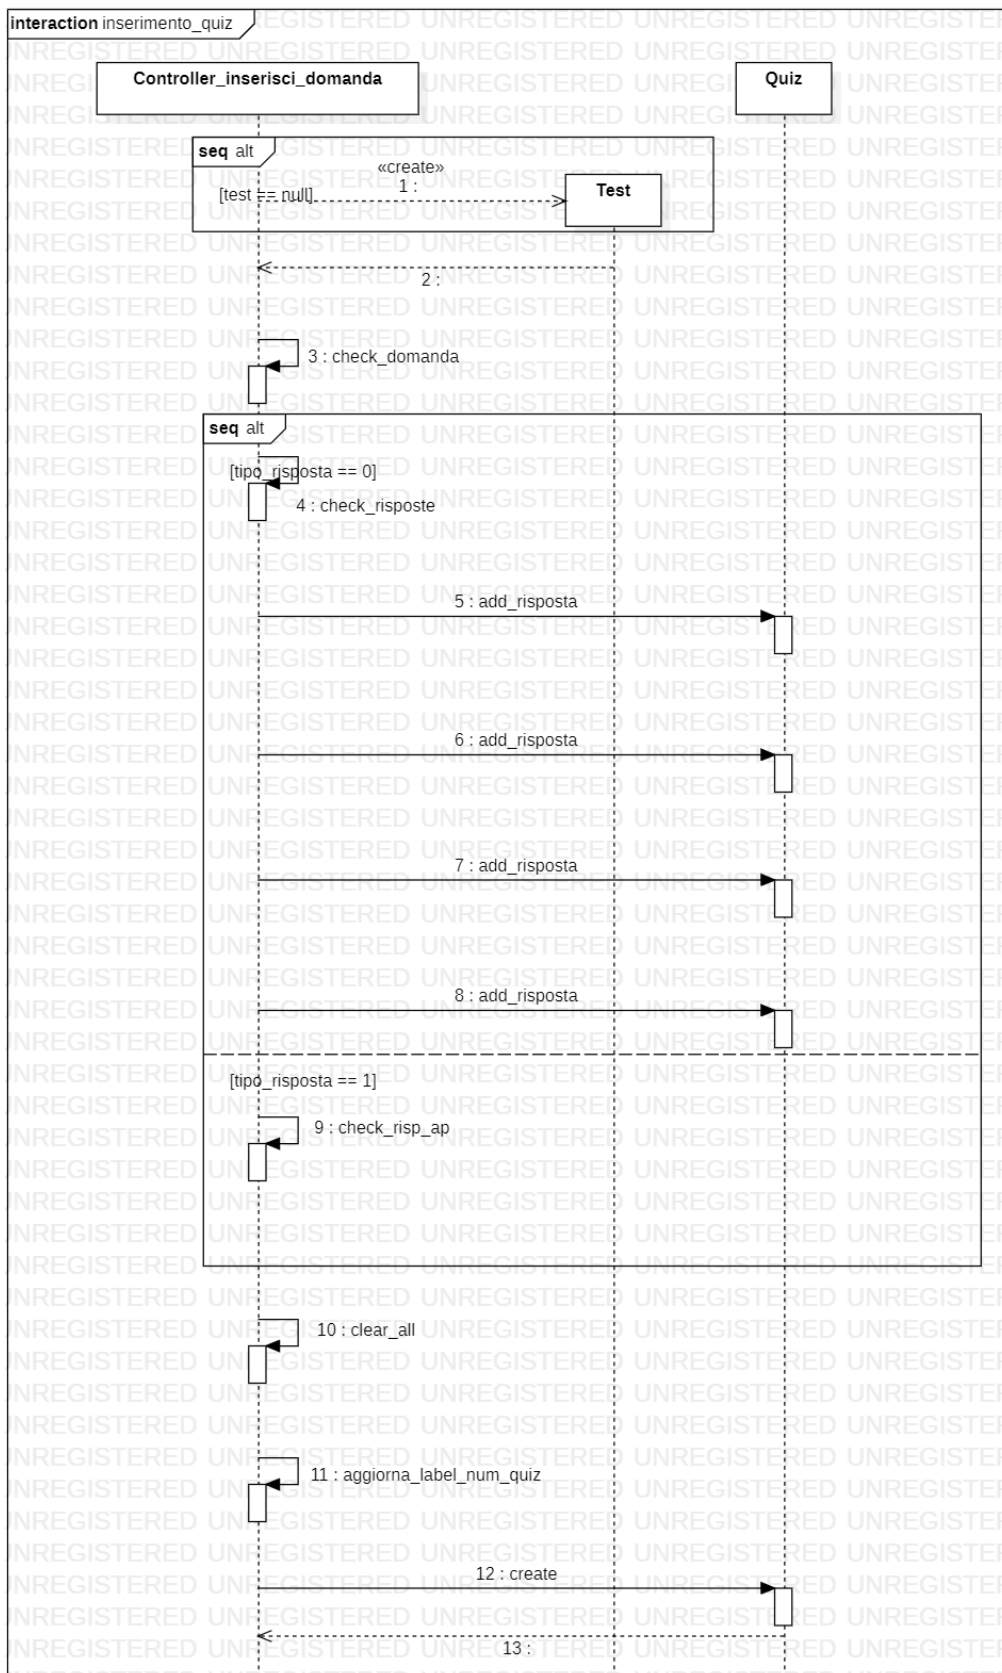 interaction inserimento_quiz
Controller_inserisci_domanda
Quiz
seq alt
«create»
1 :
[test == null]
Test
2 :
3 : check_domanda
seq alt
[tipo_risposta == 0]
4 : check_risposte
5 : add_risposta
6 : add_risposta
7 : add_risposta
8 : add_risposta
[tipo_risposta == 1]
9 : check_risp_ap
10 : clear_all
11 : aggiorna_label_num_quiz
12 : create
13 :
UNREGISTERED